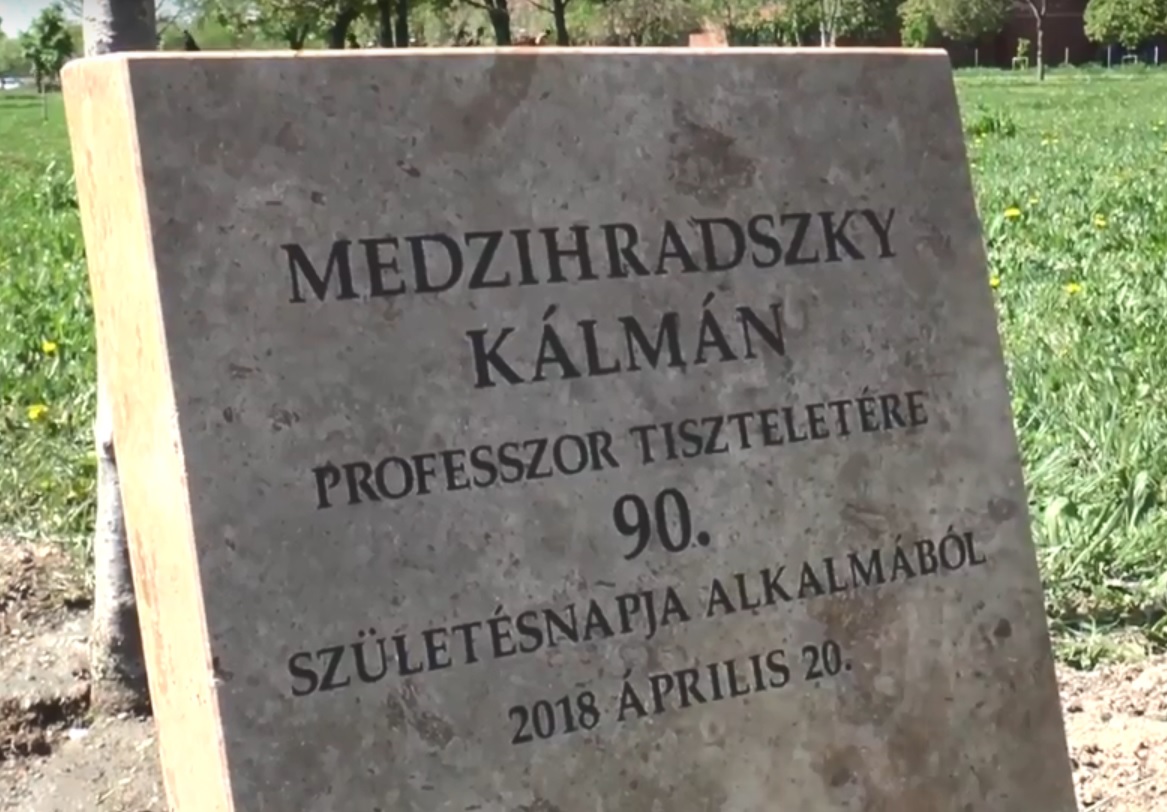 MEDZIHRADSZKY
KÁLMÁN
PROFESSZOR TISZTELETÉRE
90.
SZÜLETÉSNAPJA ALKALMÁBÓL
2018 ÁPRILIS 20.